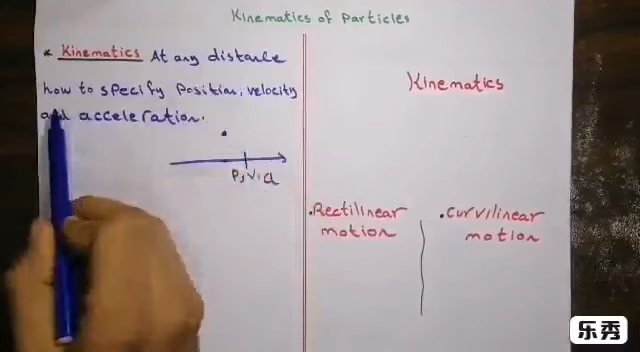 Kinematics of Particles
* Kinematics At any distance
how to specify Position, velocity
and acceleration.
P, V, a
Kinematics
.Rectilinear
motion
.curvilinear
motion
乐秀